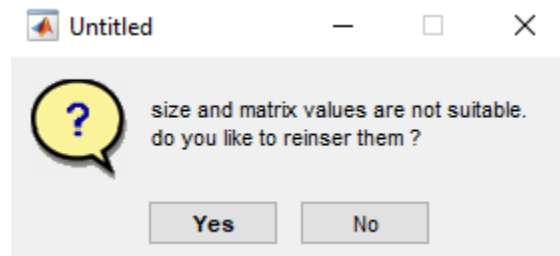 Untitled
size and matrix values are not suitable.
do you like to reinser them ?
Yes
No